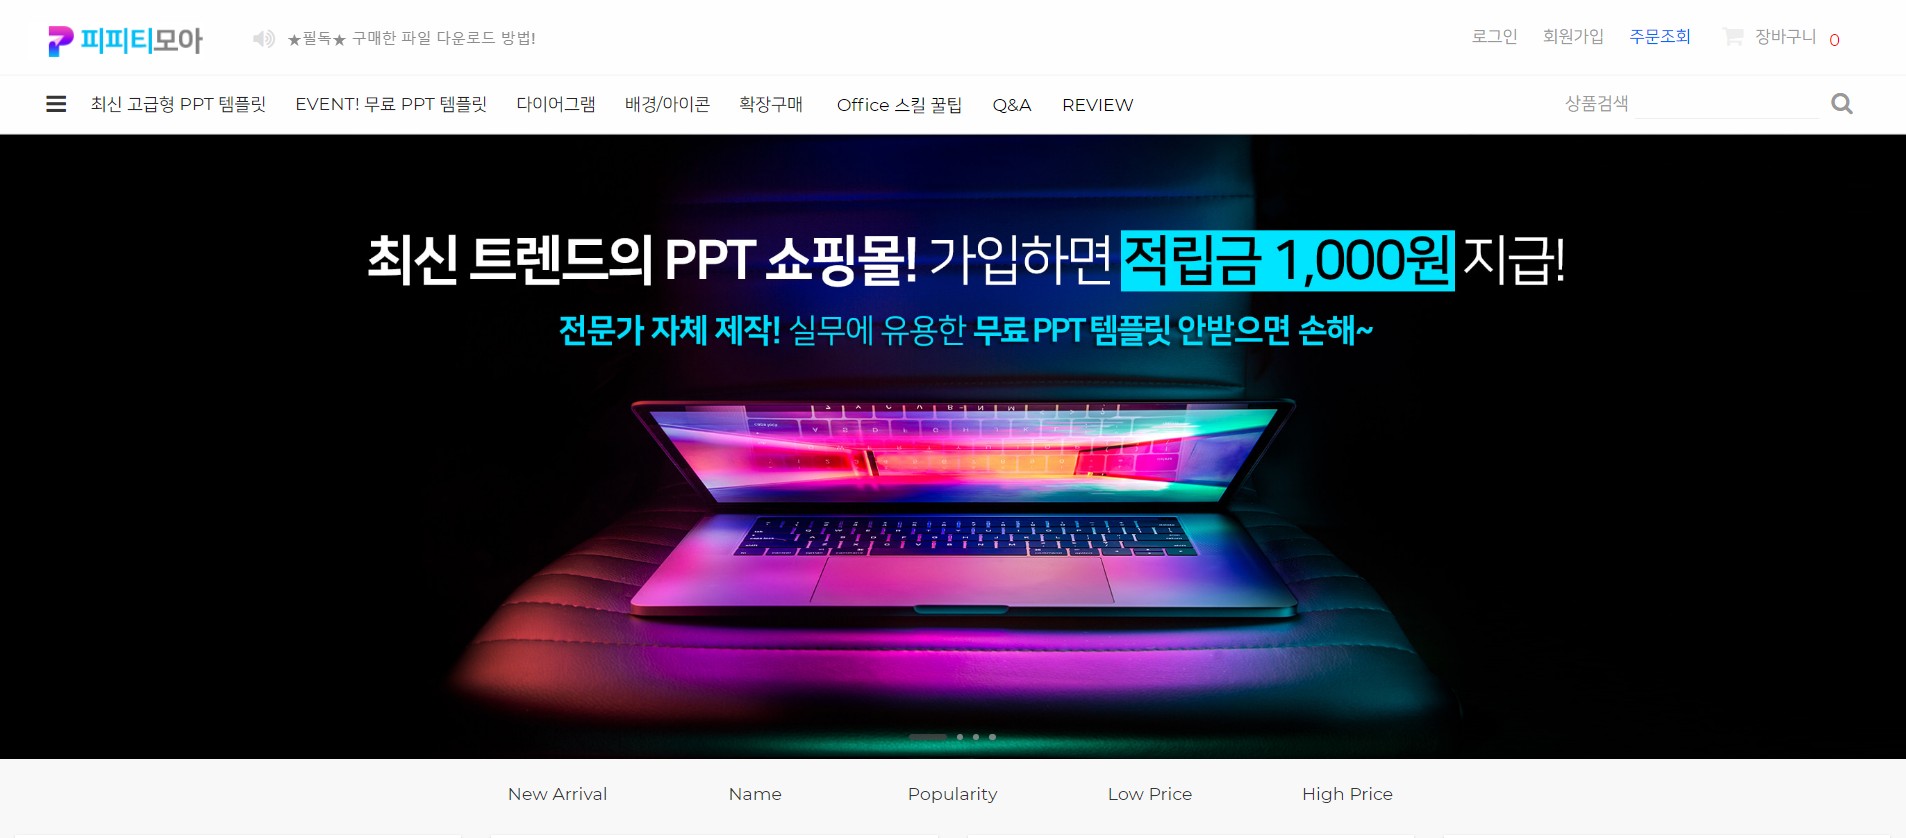 피피티모아
★필독★ 구매한 파일 다운로드 방법!
로그인 회원가입 주문조회 장바구니 0
최신 고급형 PPT 템플릿 EVENT! 무료 PPT 템플릿 다이어그램 배경/아이콘 확장구매 Office 스킬 꿀팁 Q&A REVIEW
상품검색
최신 트렌드의 PPT 쇼핑몰! 가입하면 적립금 1,000원 지급!
전문가 자체 제작! 실무에 유용한 무료 PPT 템플릿 안받으면 손해~
New Arrival Name Popularity Low Price High Price